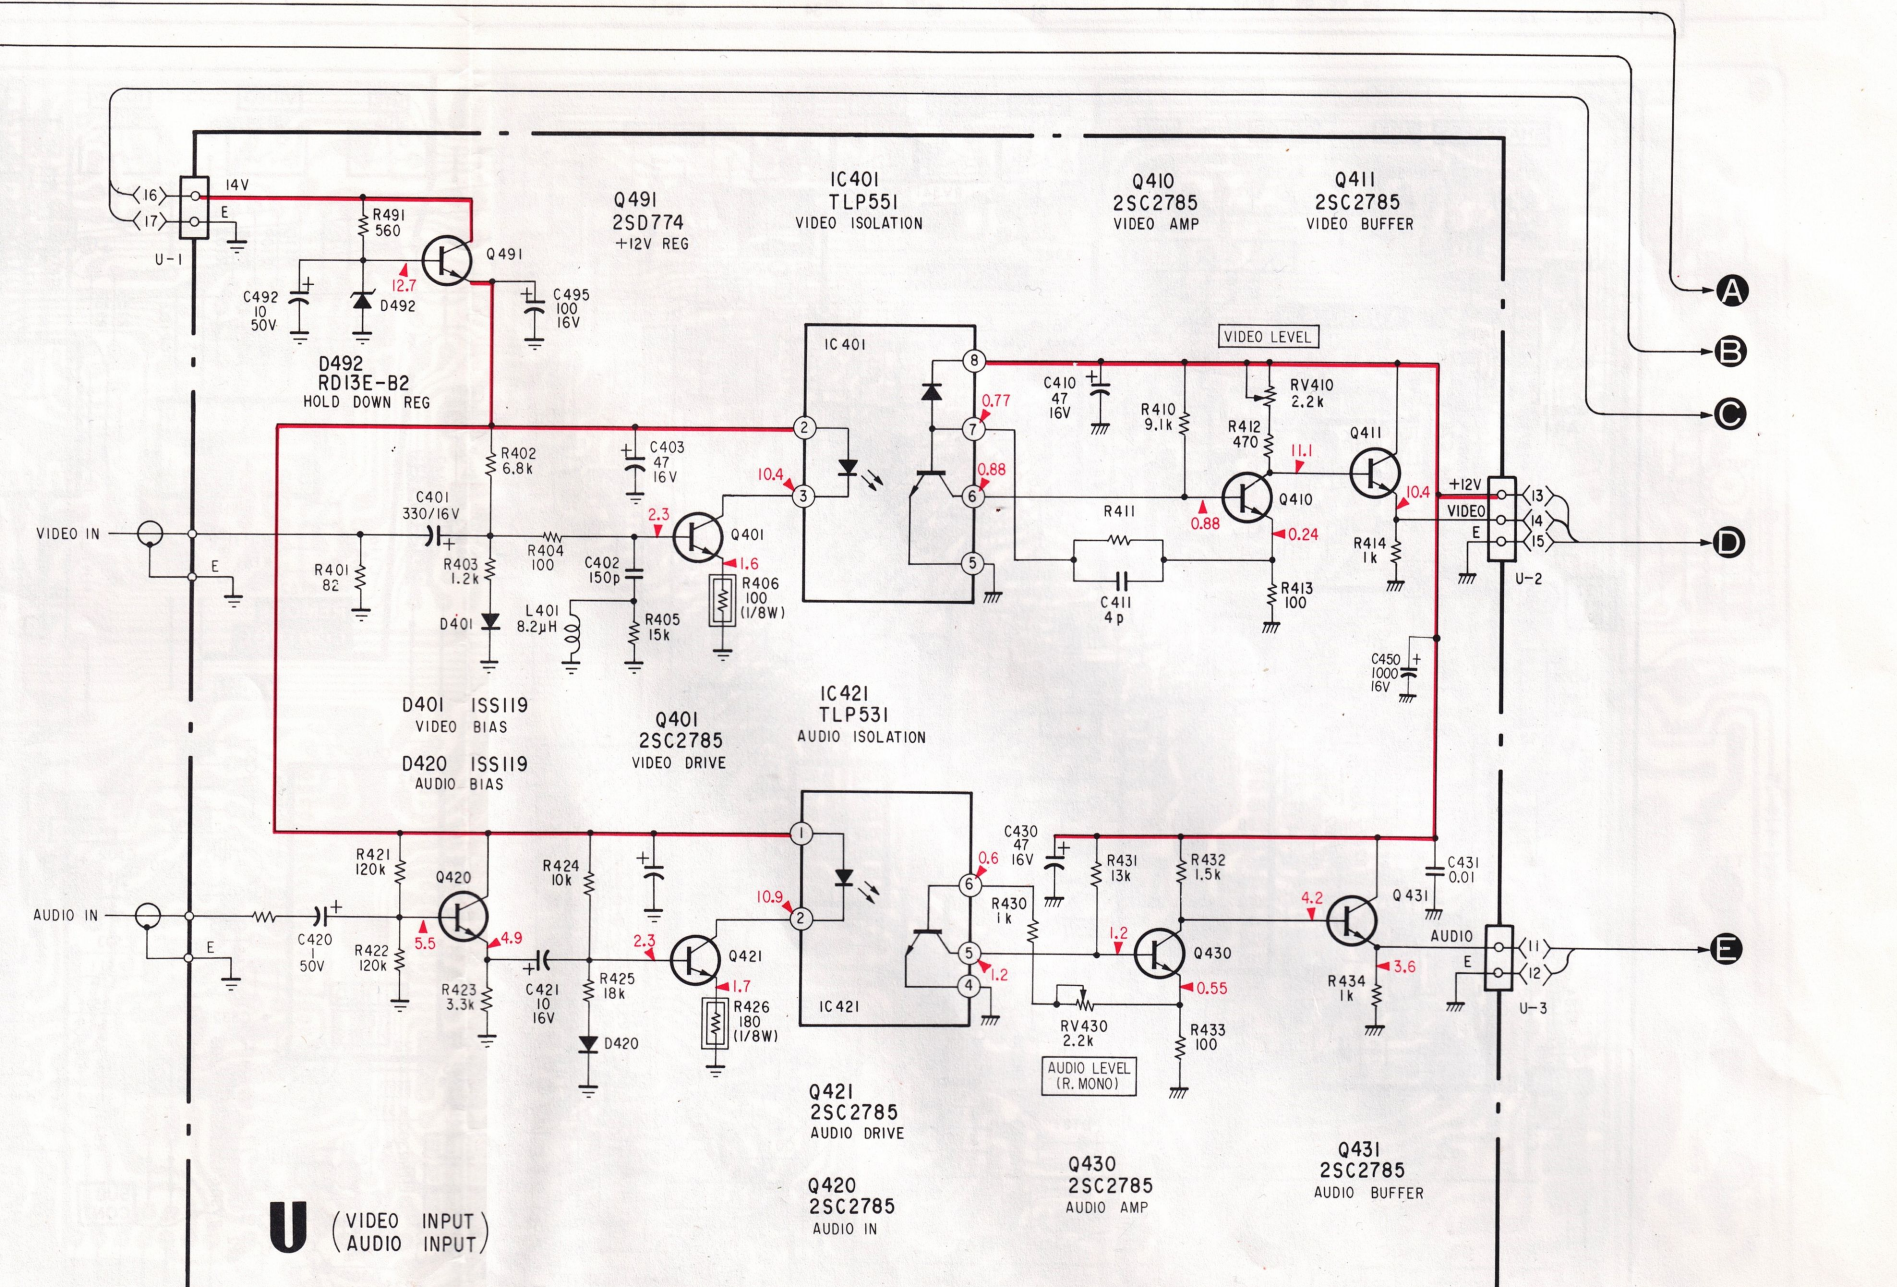 A
B
C
D
E
16
17
14V
E
U-1
R491
560
12.7
Q491
C492
10
50V
D492
+
C495
100
16V
D492
RD13E-B2
HOLD DOWN REG
Q491
2SD774
+12V REG
IC401
TLP551
VIDEO ISOLATION
Q410
2SC2785
VIDEO AMP
Q411
2SC2785
VIDEO BUFFER
VIDEO IN
E
R401
82
C401
330/16V
+
R402
6.8k
R403
1.2k
D401
R404
100
C402
150p
L401
8.2μH
R405
15k
+
C403
47
16V
2.3
Q401
1.6
R406
100
(1/8W)
10.4
IC401
2
3
8
7
6
5
0.77
0.88
C410
47
16V
+
R410
9.1k
VIDEO LEVEL
RV410
2.2k
R412
470
11.1
Q411
Q410
0.88
0.24
R411
C411
4p
R413
100
10.4
R414
1k
+12V
VIDEO
E
13
14
15
U-2
C450
1000
16V
+
D401 1SS119
VIDEO BIAS
D420 1SS119
AUDIO BIAS
Q401
2SC2785
VIDEO DRIVE
IC421
TLP531
AUDIO ISOLATION
AUDIO IN
E
C420
1
50V
+
R421
120k
R422
120k
Q420
5.5
4.9
R423
3.3k
+
C421
10
16V
R424
10k
R425
18k
D420
+
2.3
Q421
1.7
R426
180
(1/8W)
10.9
1
2
6
5
4
IC421
0.6
1.2
C430
47
16V
+
R430
1k
R431
13k
R432
1.5k
1.2
Q430
0.55
RV430
2.2k
AUDIO LEVEL
(R.MONO)
R433
100
4.2
Q431
3.6
R434
1k
C431
0.01
AUDIO
E
11
12
U-3
Q421
2SC2785
AUDIO DRIVE
Q420
2SC2785
AUDIO IN
Q430
2SC2785
AUDIO AMP
Q431
2SC2785
AUDIO BUFFER
U
(VIDEO INPUT
AUDIO INPUT)